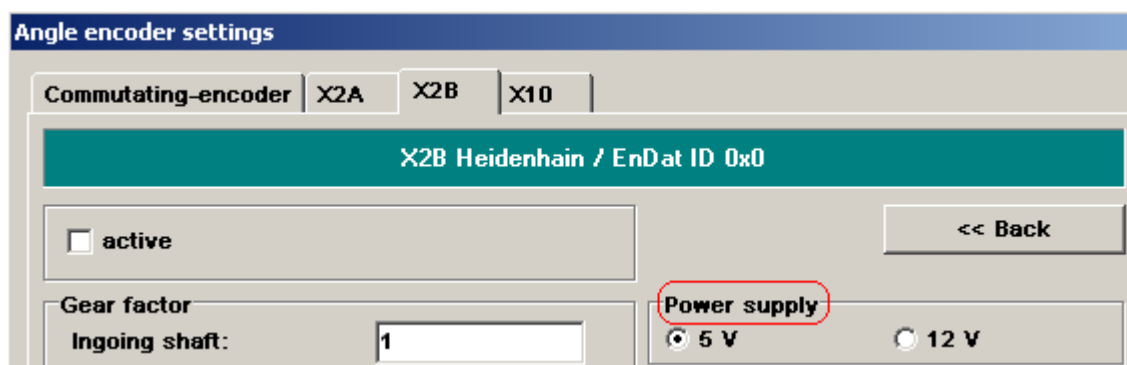 Angle encoder settings
Commutating-encoder X2A X2B X10
X2B Heidenhain / EnDat ID 0x0
active
<< Back
Gear factor
Ingoing shaft: 1
Power supply
5 V 12 V